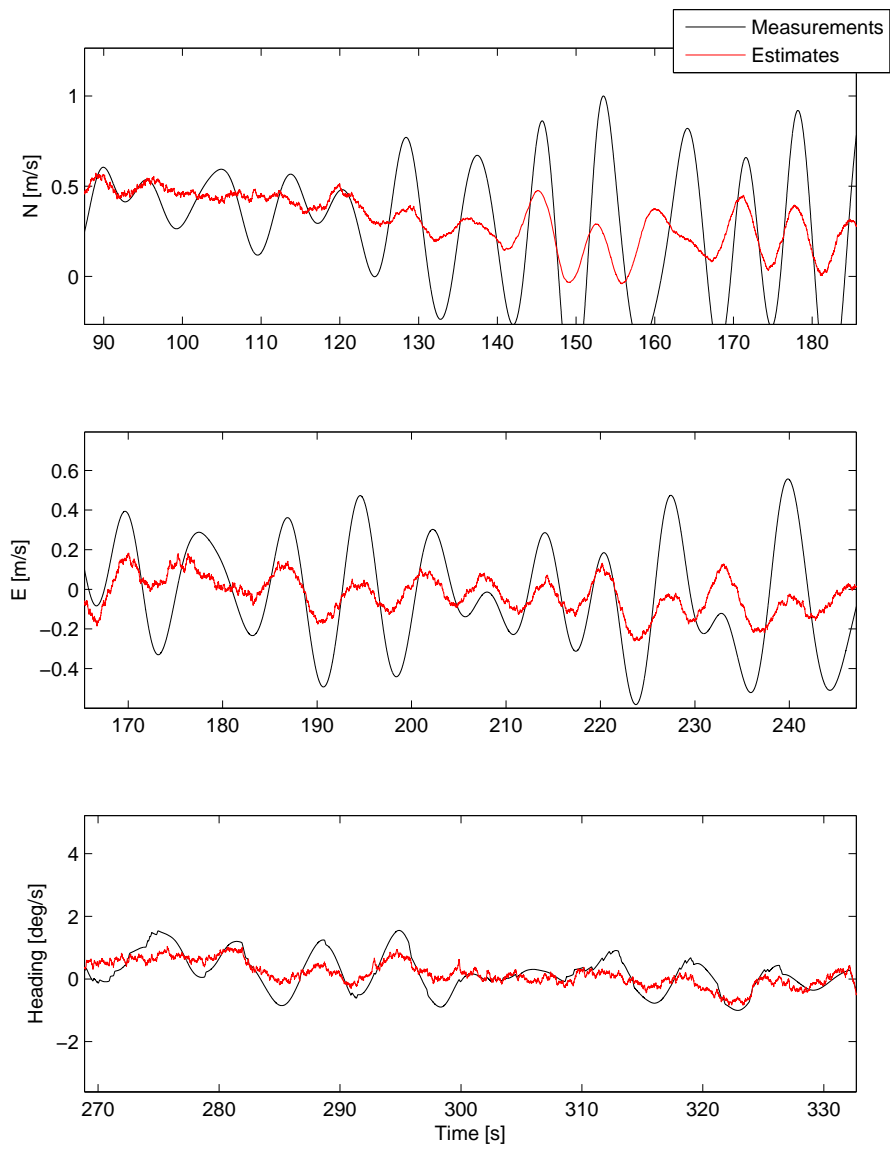 Measurements
Estimates
1
0.5
0
N [m/s]
90 100 110 120 130 140 150 160 170 180
0.6
0.4
0.2
0
−0.2
−0.4
E [m/s]
170 180 190 200 210 220 230 240
4
2
0
−2
Heading [deg/s]
270 280 290 300 310 320 330
Time [s]